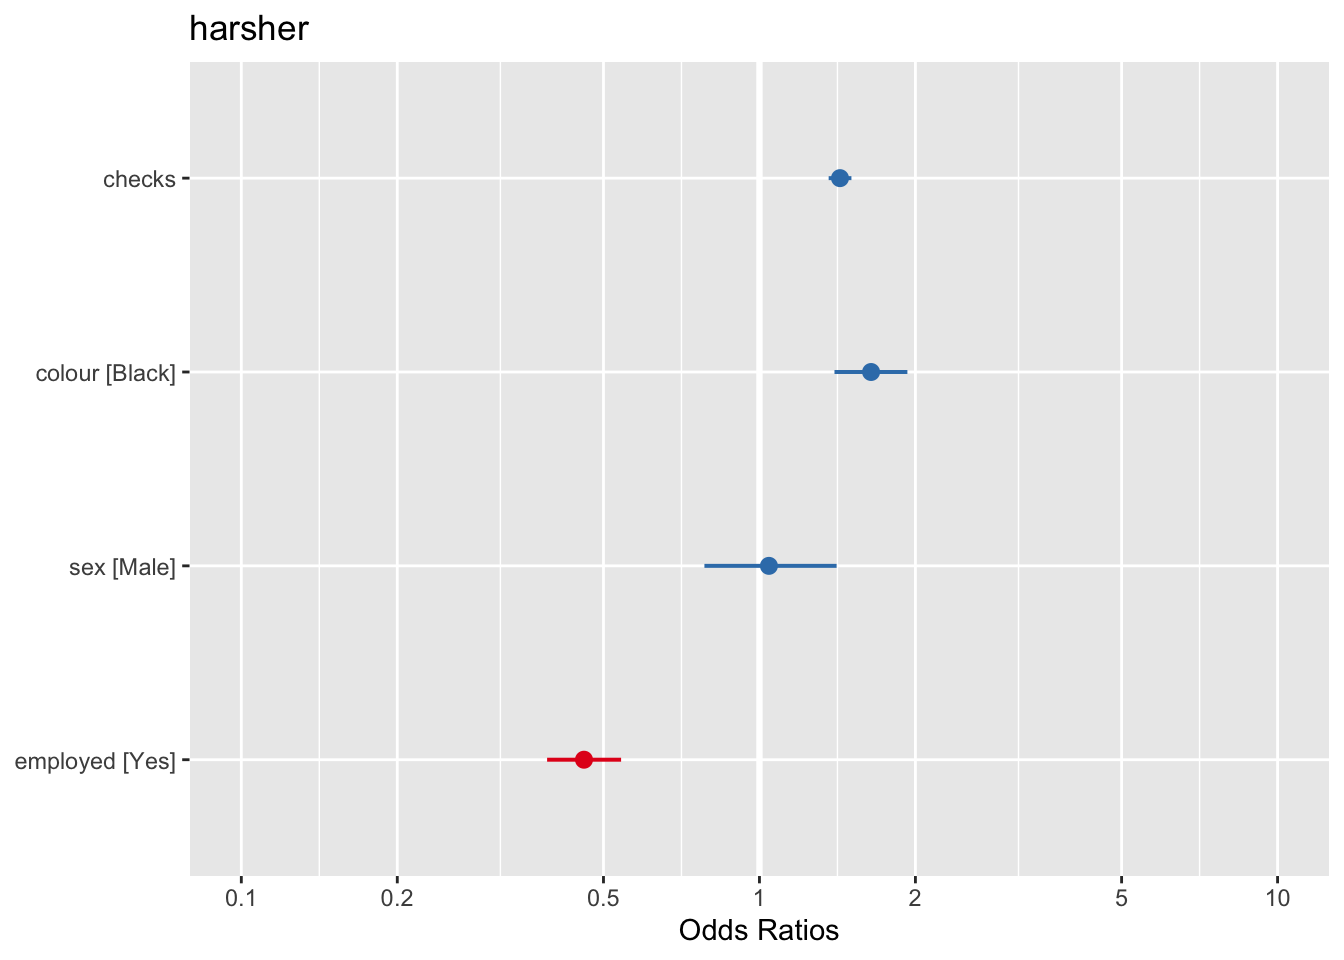 harsher
checks
colour [Black]
sex [Male]
employed [Yes]
0.1 0.2 0.5 1 2 5 10
Odds Ratios